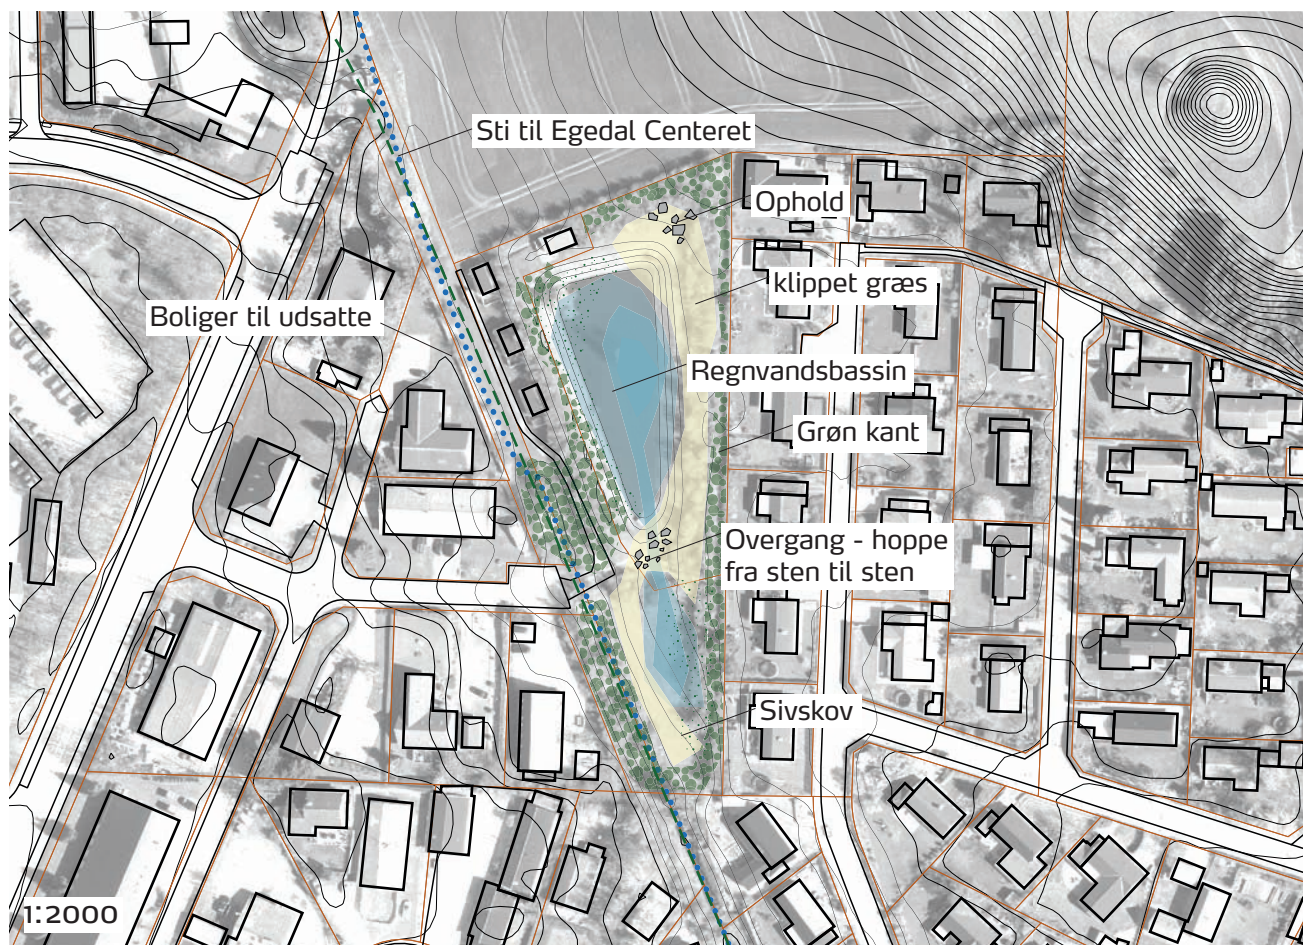 Sti til Egedal Centeret
Ophold
klippet græs
Boliger til udsatte
Regnvandsbassin
Grøn kant
Overgang - hoppe
fra sten til sten
Sivskov
1:2000